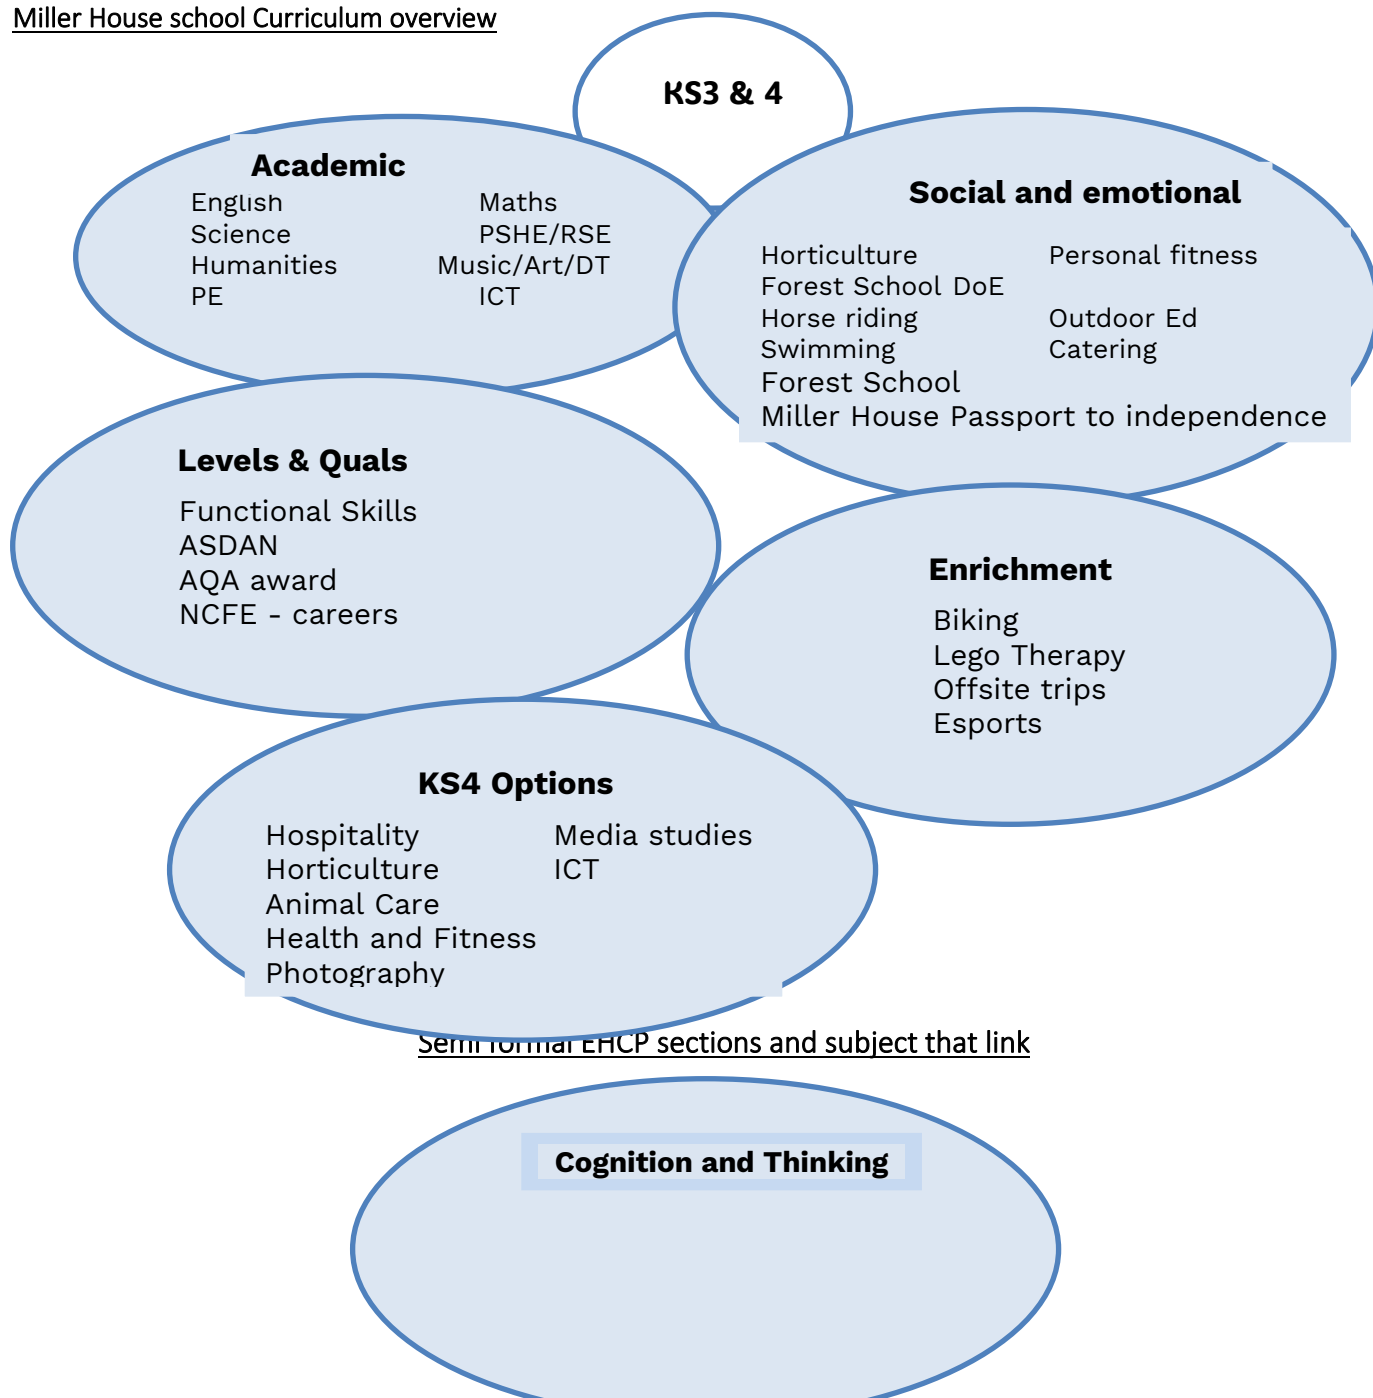 Miller House school Curriculum overview
KS3 & 4
Academic
English Maths
Science PSHE/RSE
Humanities Music/Art/DT
PE ICT
Social and emotional
Horticulture Personal fitness
Forest School DoE
Horse riding Outdoor Ed
Swimming Catering
Forest School
Miller House Passport to independence
Levels & Quals
Functional Skills
ASDAN
AQA award
NCFE - careers
Enrichment
Biking
Lego Therapy
Offsite trips
Esports
KS4 Options
Hospitality Media studies
Horticulture ICT
Animal Care
Health and Fitness
Photography
Semi formal EHCP sections and subject that link
Cognition and Thinking